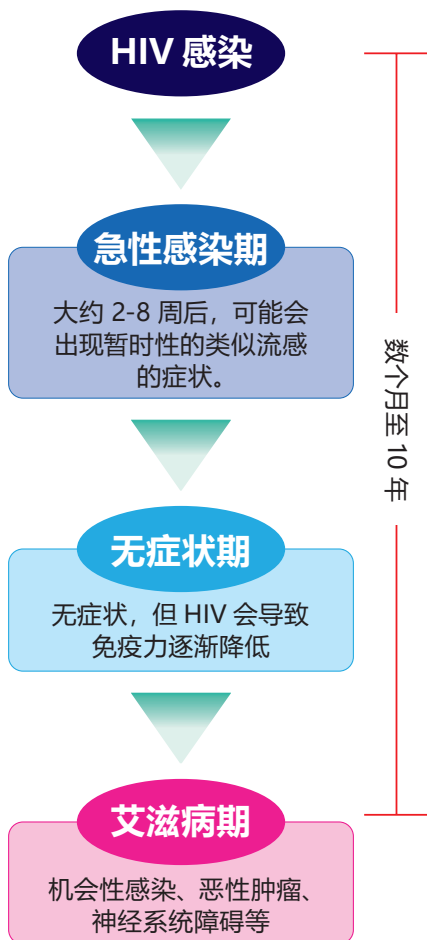 HIV 感染
急性感染期
大约 2-8 周后，可能会
出现暂时性的类似流感
的症状。
无症状期
无症状，但 HIV 会导致
免疫力逐渐降低
艾滋病期
机会性感染、恶性肿瘤、
神经系统障碍等
数个月至 10 年